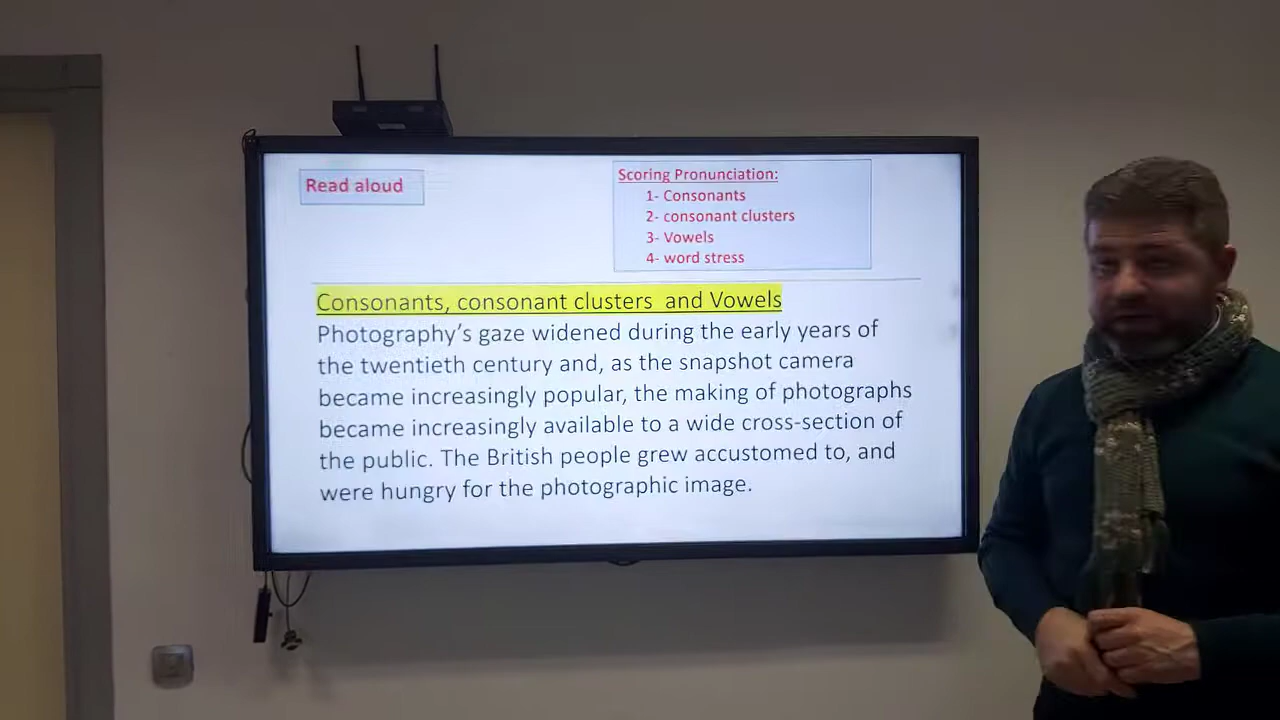 Read aloud
Scoring Pronunciation:
1- Consonants
2- consonant clusters
3- Vowels
4- word stress
Consonants, consonant clusters and Vowels
Photography's gaze widened during the early years of
the twentieth century and, as the snapshot camera
became increasingly popular, the making of photographs
became increasingly available to a wide cross-section of
the public. The British people grew accustomed to, and
were hungry for the photographic image.